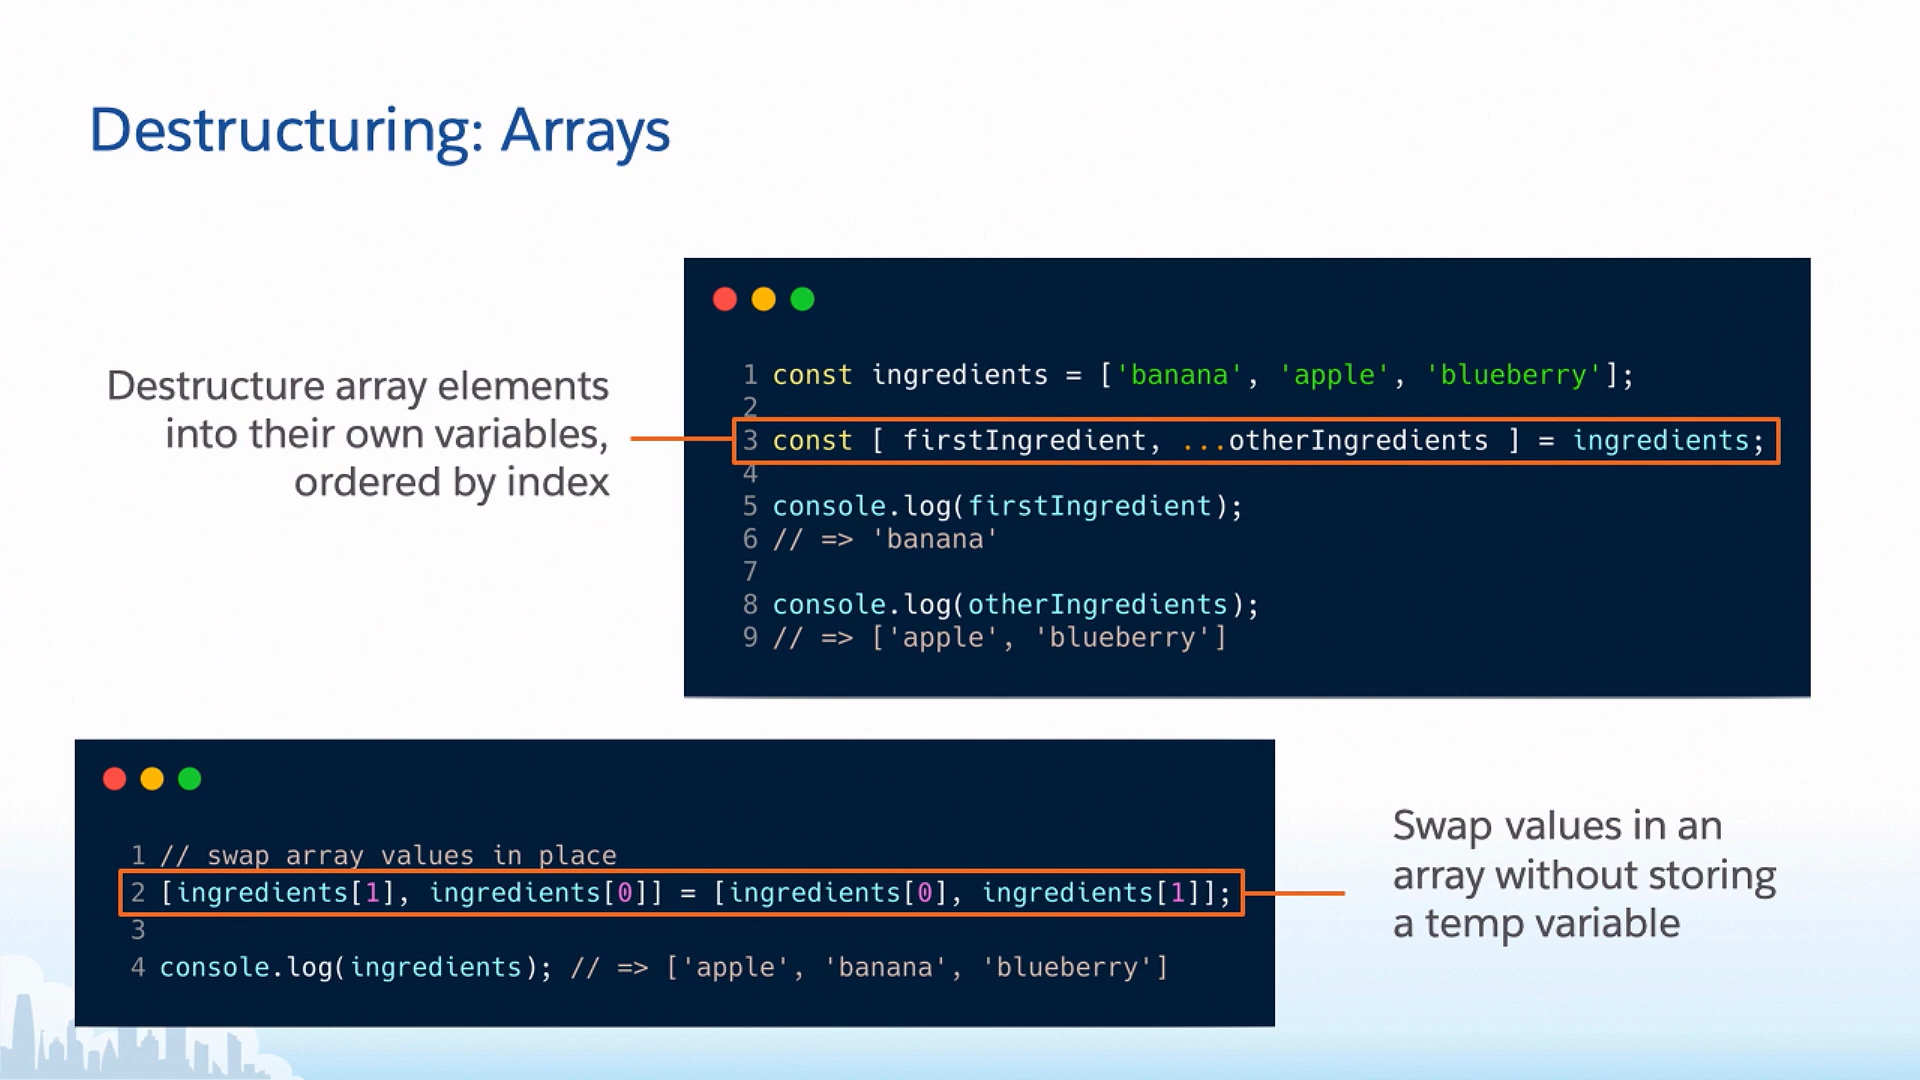 Destructuring: Arrays
Destructure array elements
into their own variables,
ordered by index
1 const ingredients = ['banana', 'apple', 'blueberry'];
2
3 const [ firstIngredient, ...otherIngredients ] = ingredients;
4
5 console.log(firstIngredient);
6 // => 'banana'
7
8 console.log(otherIngredients);
9 // => ['apple', 'blueberry']
1 // swap array values in place
2 [ingredients[1], ingredients[0]] = [ingredients[0], ingredients[1]];
3
4 console.log(ingredients); // => ['apple', 'banana', 'blueberry']
Swap values in an
array without storing
a temp variable